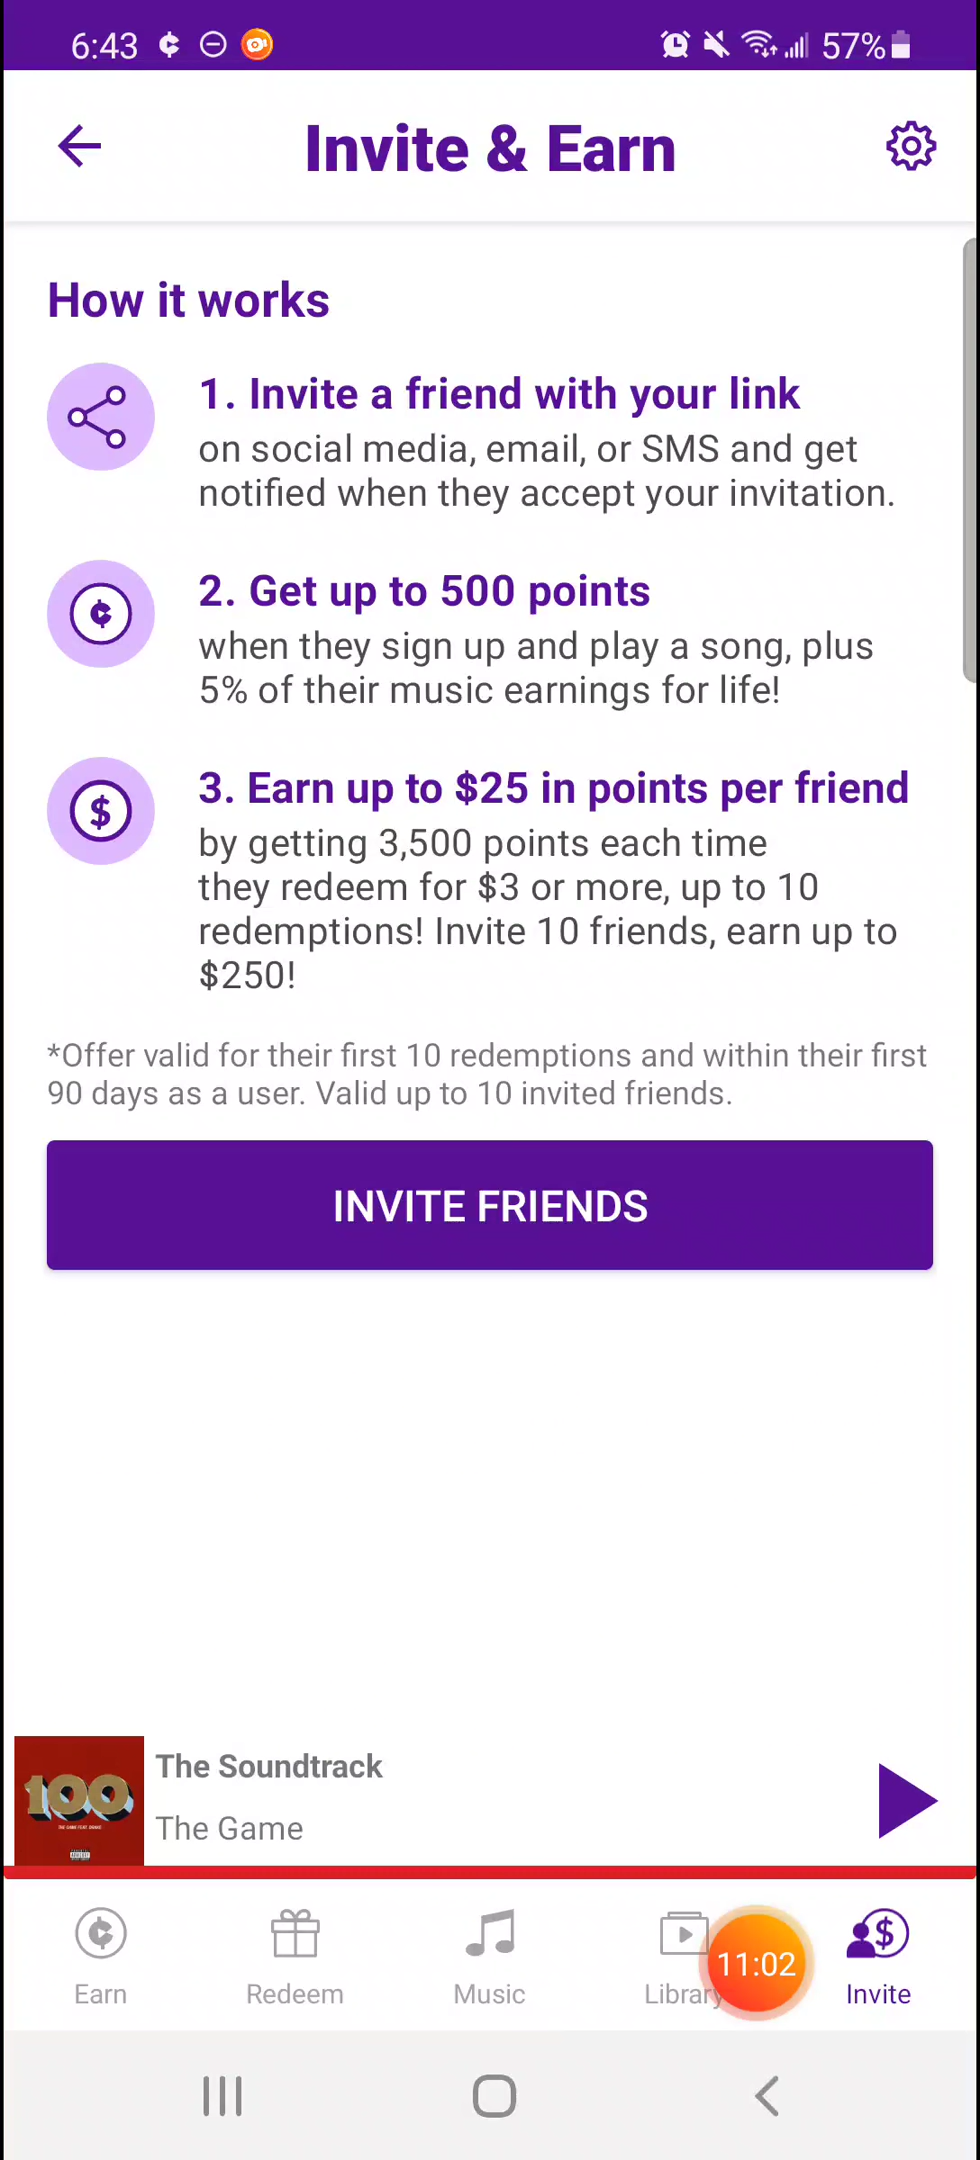 6:43
57%
Invite & Earn
How it works
1. Invite a friend with your link
on social media, email, or SMS and get
notified when they accept your invitation.
2. Get up to 500 points
when they sign up and play a song, plus
5% of their music earnings for life!
3. Earn up to $25 in points per friend
by getting 3,500 points each time
they redeem for $3 or more, up to 10
redemptions! Invite 10 friends, earn up to
$250!
*Offer valid for their first 10 redemptions and within their first
90 days as a user. Valid up to 10 invited friends.
INVITE FRIENDS
100
The Soundtrack
The Game
11:02
Earn
Redeem
Music
Library
Invite